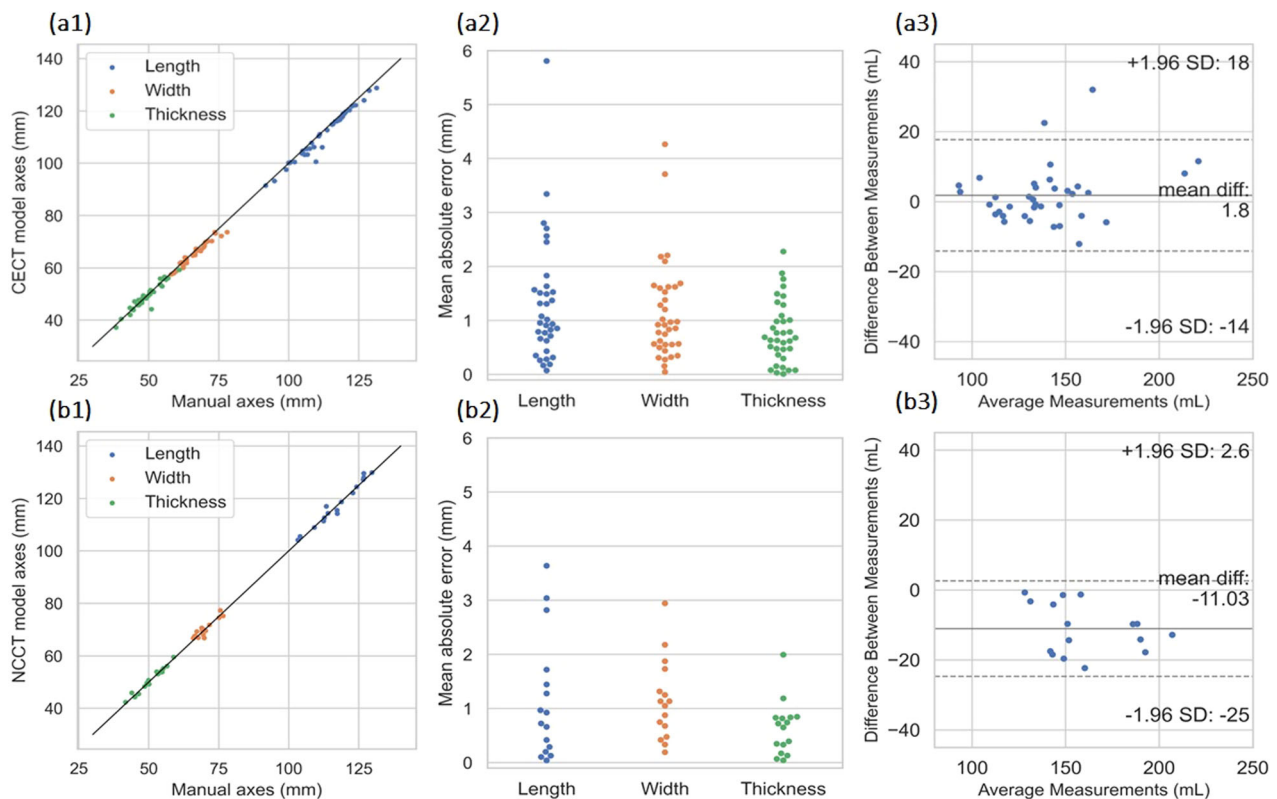 (a1)
CECT model axes (mm)
140
120
100
80
60
40
Length
Width
Thickness
25
50
75
100
125
Manual axes (mm)
(a2)
Mean absolute error (mm)
6
5
4
3
2
1
0
Length
Width
Thickness
(a3)
Difference Between Measurements (mL)
40
20
0
−20
−40
+1.96 SD: 18
mean diff:
1.8
-1.96 SD: -14
100
150
200
250
Average Measurements (mL)
(b1)
NCCT model axes (mm)
140
120
100
80
60
40
Length
Width
Thickness
25
50
75
100
125
Manual axes (mm)
(b2)
Mean absolute error (mm)
6
5
4
3
2
1
0
Length
Width
Thickness
(b3)
Difference Between Measurements (mL)
40
20
0
−20
−40
+1.96 SD: 2.6
mean diff:
-11.03
-1.96 SD: -25
100
150
200
250
Average Measurements (mL)